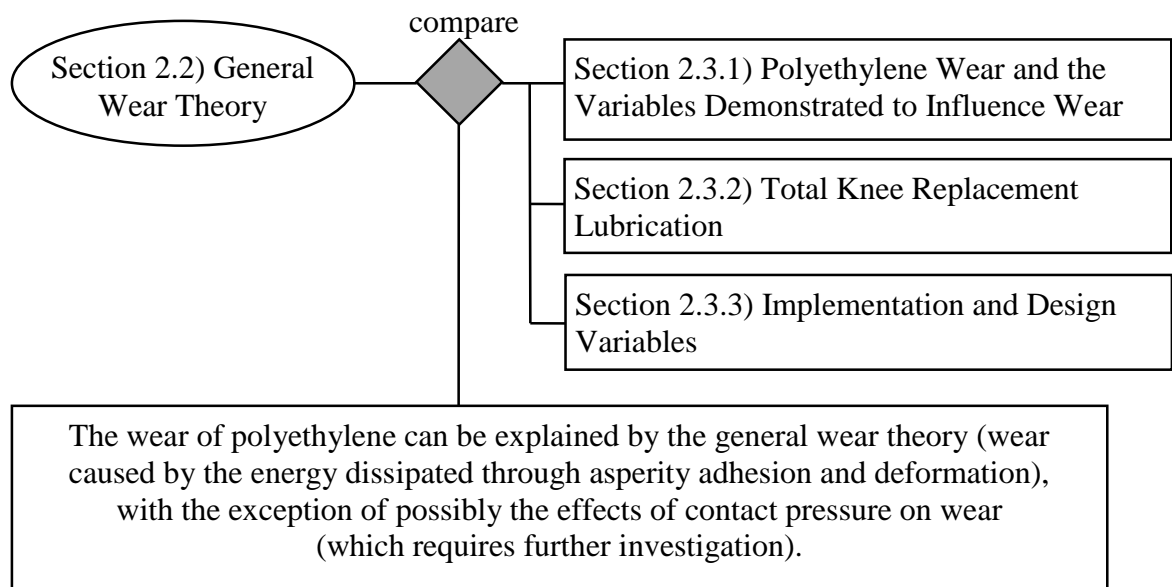 compare
Section 2.2) General
Wear Theory
Section 2.3.1) Polyethylene Wear and the
Variables Demonstrated to Influence Wear
Section 2.3.2) Total Knee Replacement
Lubrication
Section 2.3.3) Implementation and Design
Variables
The wear of polyethylene can be explained by the general wear theory (wear
caused by the energy dissipated through asperity adhesion and deformation),
with the exception of possibly the effects of contact pressure on wear
(which requires further investigation).